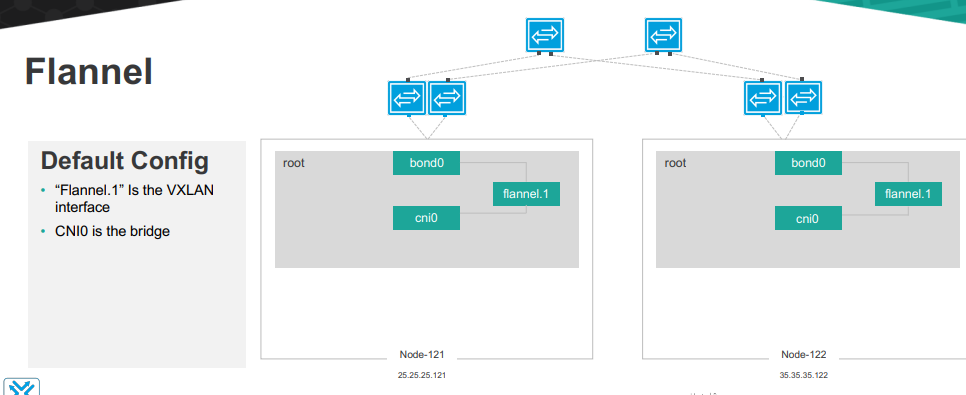 Flannel
Default Config
• “Flannel.1” Is the VXLAN
interface
• CNI0 is the bridge
root
bond0
flannel.1
cni0
Node-121
25.25.25.121
root
bond0
flannel.1
cni0
Node-122
35.35.35.122